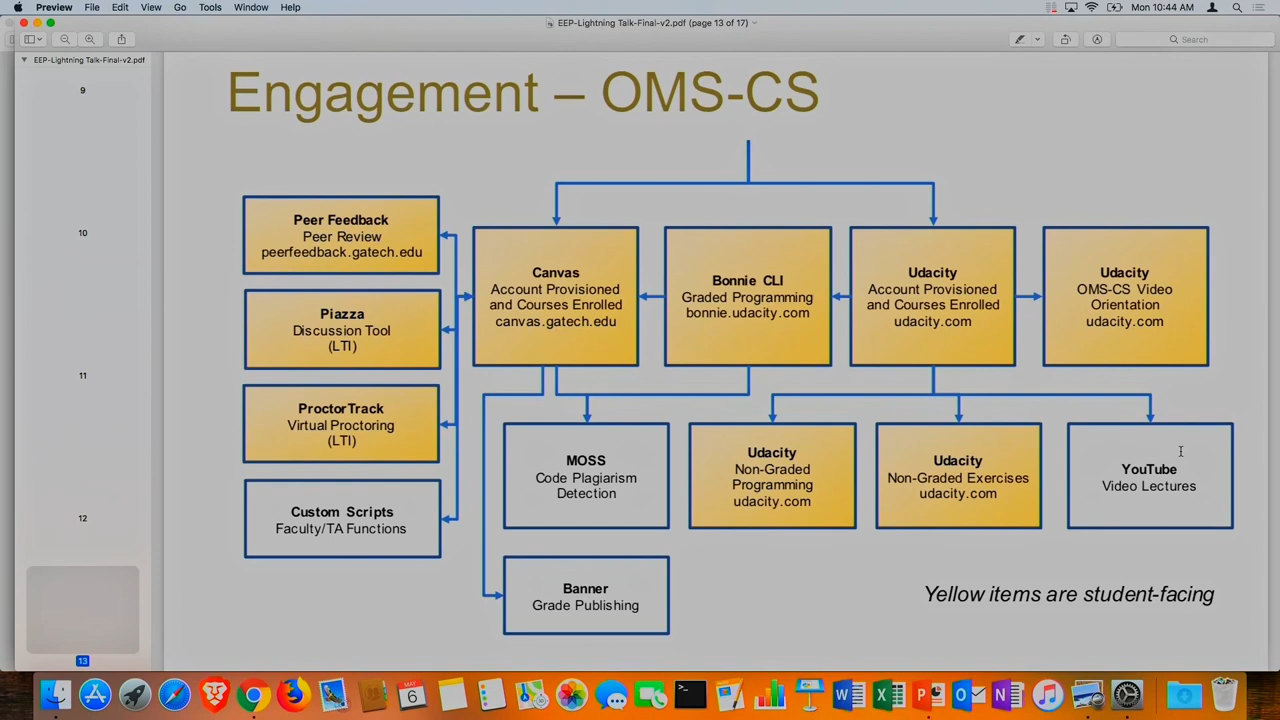 Preview File Edit View Go Tools Window Help
Mon 10:44 AM
EEP-Lightning Talk-Final-v2.pdf (page 13 of 17)
Search
EEP-Lightning Talk-Final-v2.pdf
9
10
11
12
13
Engagement – OMS-CS
Peer Feedback
Peer Review
peerfeedback.gatech.edu
Piazza
Discussion Tool
(LTI)
ProctorTrack
Virtual Proctoring
(LTI)
Custom Scripts
Faculty/TA Functions
Canvas
Account Provisioned
and Courses Enrolled
canvas.gatech.edu
Bonnie CLI
Graded Programming
bonnie.udacity.com
Udacity
Account Provisioned
and Courses Enrolled
udacity.com
Udacity
OMS-CS Video
Orientation
udacity.com
MOSS
Code Plagiarism
Detection
Udacity
Non-Graded
Programming
udacity.com
Udacity
Non-Graded Exercises
udacity.com
YouTube
Video Lectures
Banner
Grade Publishing
Yellow items are student-facing
MAY
6